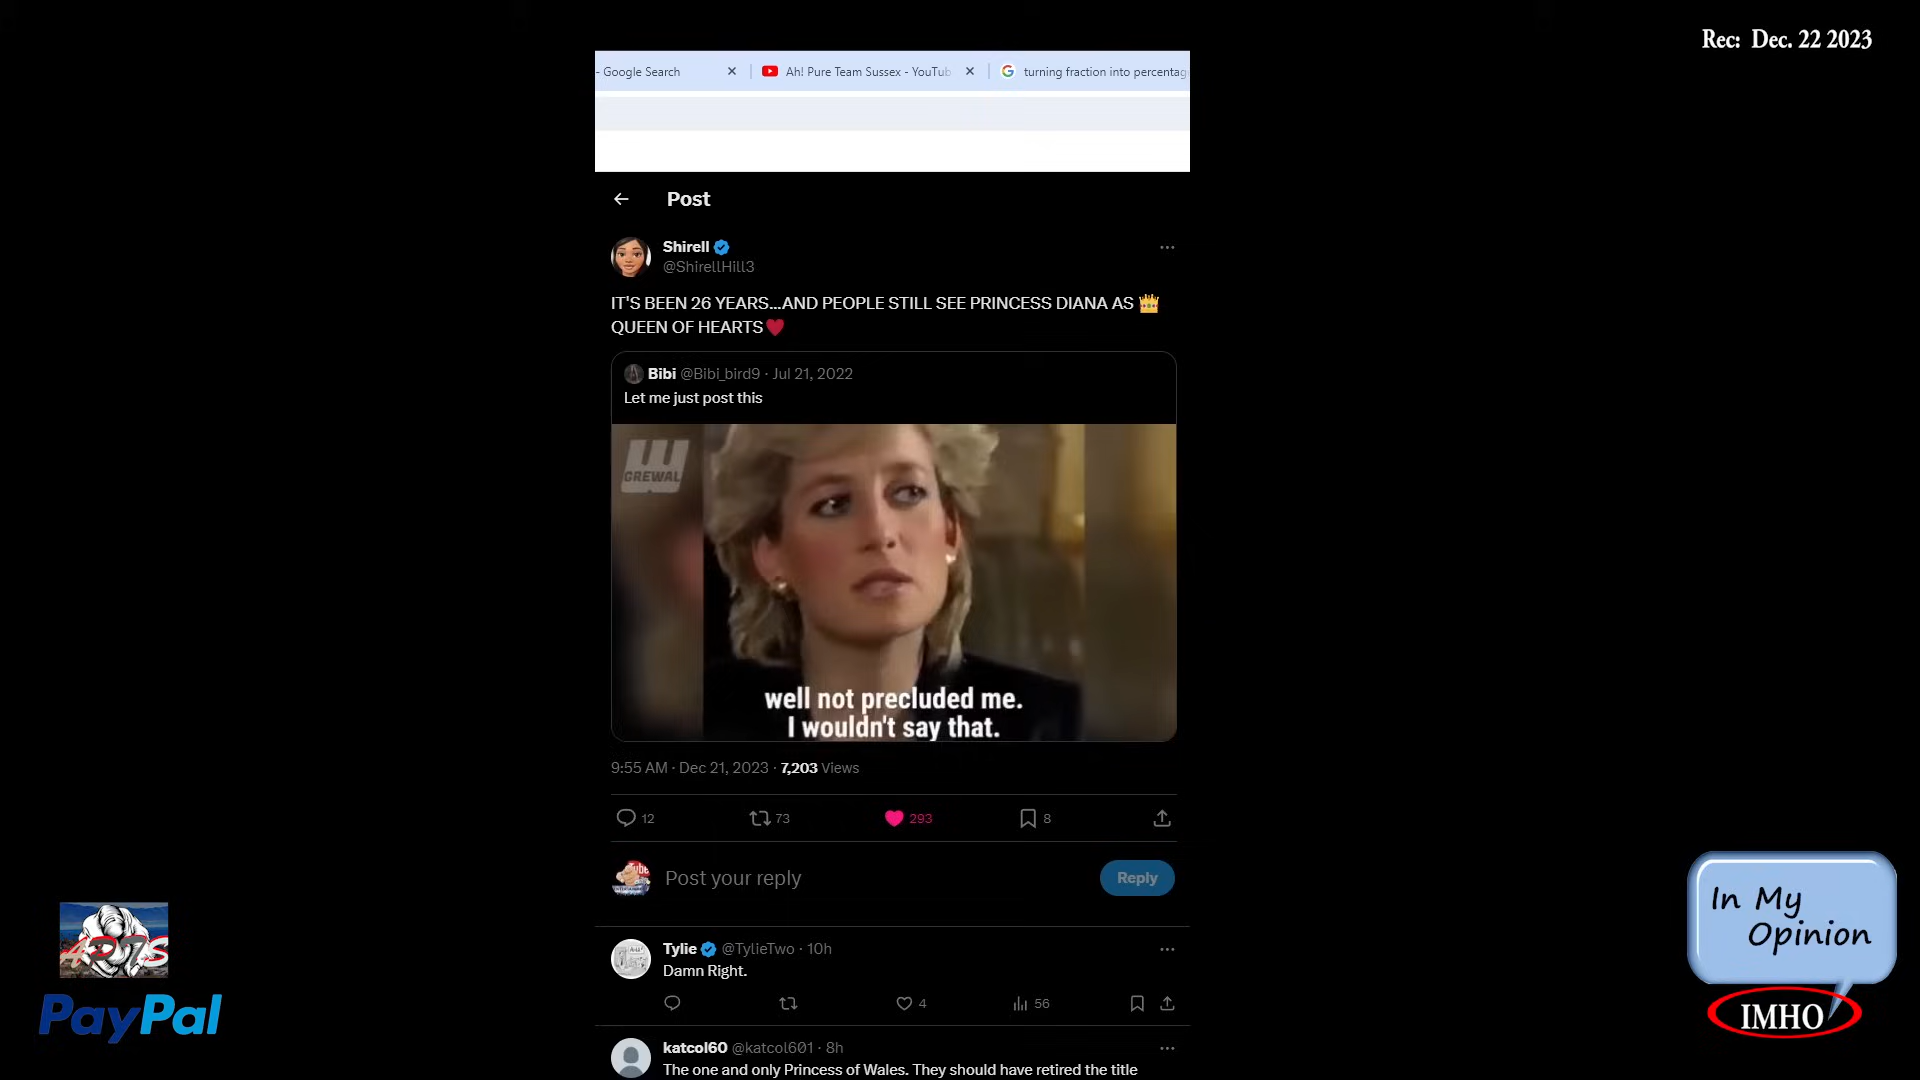 Rec: Dec. 22 2023
- Google Search
Ah! Pure Team Sussex - YouTub
turning fraction into percentag
Post
Shirell
@ShirellHill3
IT'S BEEN 26 YEARS...AND PEOPLE STILL SEE PRINCESS DIANA AS 👑
QUEEN OF HEARTS♥️
Bibi @Bibi_bird9 · Jul 21, 2022
Let me just post this
GREWAL
well not precluded me.
I wouldn't say that.
9:55 AM · Dec 21, 2023 · 7,203 Views
12 73 293 8
Post your reply
Reply
Tylie @TylieTwo · 10h
Damn Right.
4 56
katcol60 @katcol601 · 8h
The one and only Princess of Wales. They should have retired the title
PayPal
In My
Opinion
IMHO